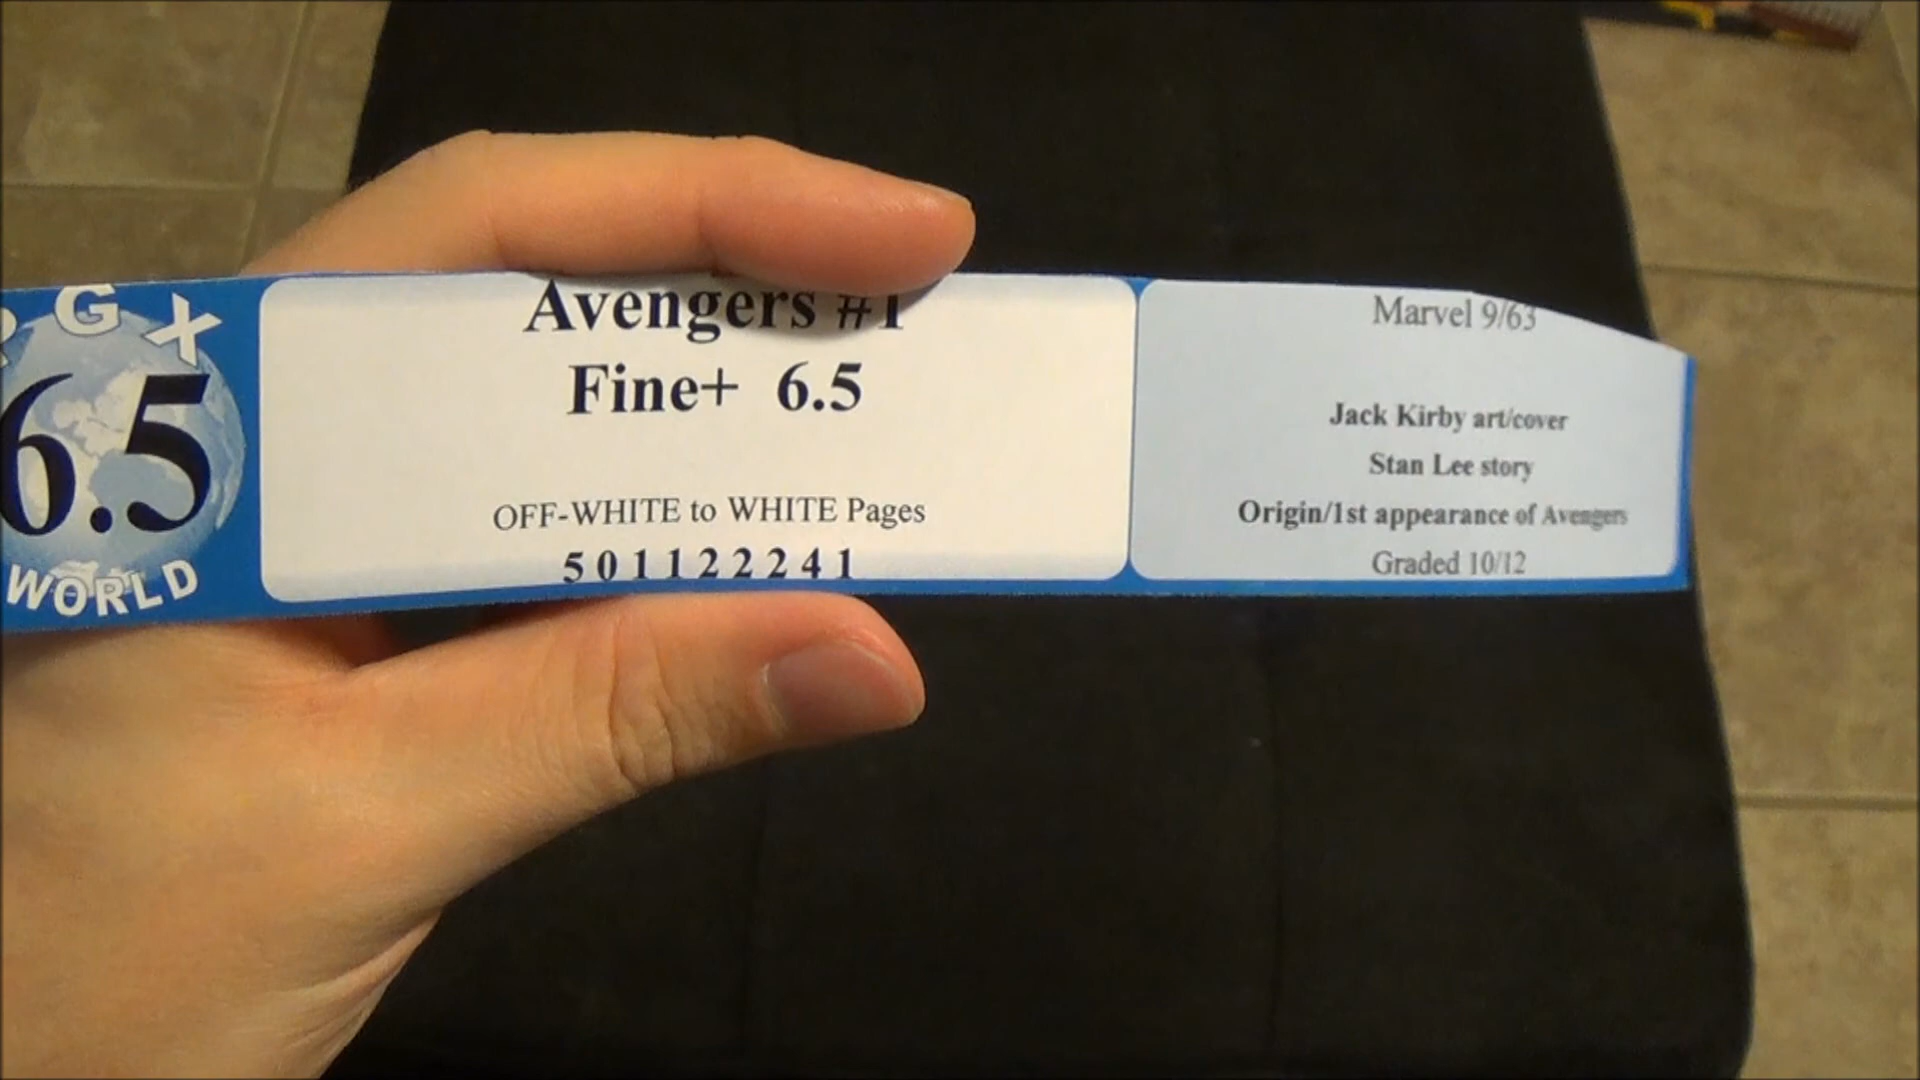 G X
6.5
WORLD
Avengers #1
Fine+ 6.5
OFF-WHITE to WHITE Pages
501122241
Marvel 9/63
Jack Kirby art/cover
Stan Lee story
Origin/1st appearance of Avengers
Graded 10/12